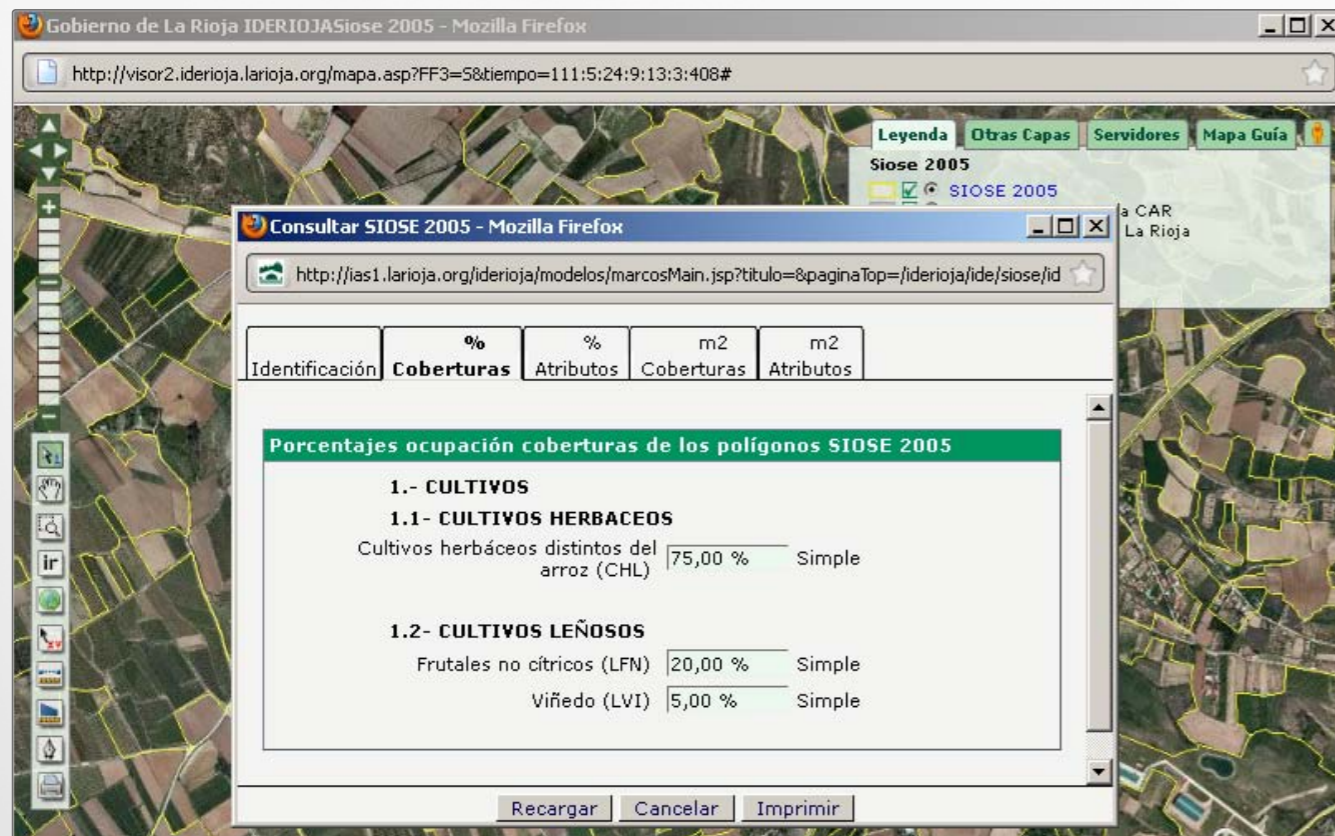 Gobierno de La Rioja IDERIOJASiose 2005 - Mozilla Firefox
http://visor2.iderioja.larioja.org/mapa.asp?FF3=S&tiempo=111:5:24:9:13:3:408#
Leyenda Otras Capas Servidores Mapa Guía
Siose 2005
SIOSE 2005
a CAR
La Rioja
ir
Consultar SIOSE 2005 - Mozilla Firefox
http://ias1.larioja.org/iderioja/modelos/marcosMain.jsp?titulo=&paginaTop=/iderioja/ide/siose/id
% % m2 m2
Identificación Coberturas Atributos Coberturas Atributos
Porcentajes ocupación coberturas de los polígonos SIOSE 2005
1.- CULTIVOS
1.1- CULTIVOS HERBACEOS
Cultivos herbáceos distintos del
arroz (CHL) 75,00 % Simple
1.2- CULTIVOS LEÑOSOS
Frutales no cítricos (LFN) 20,00 % Simple
Viñedo (LVI) 5,00 % Simple
Recargar Cancelar Imprimir